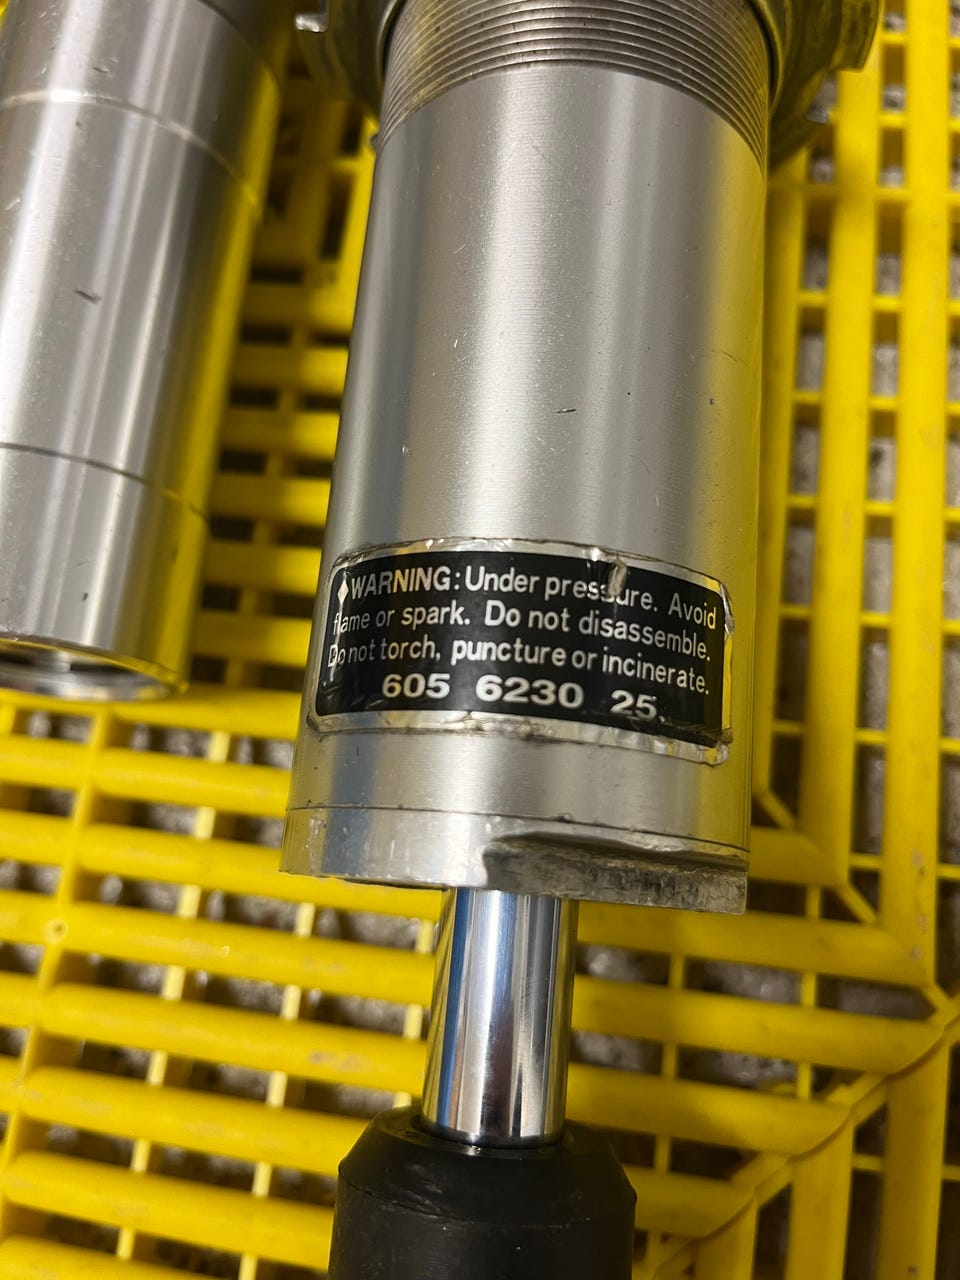 WARNING: Under pressure. Avoid
flame or spark. Do not disassemble.
Do not torch, puncture or incinerate.
605 6230 25